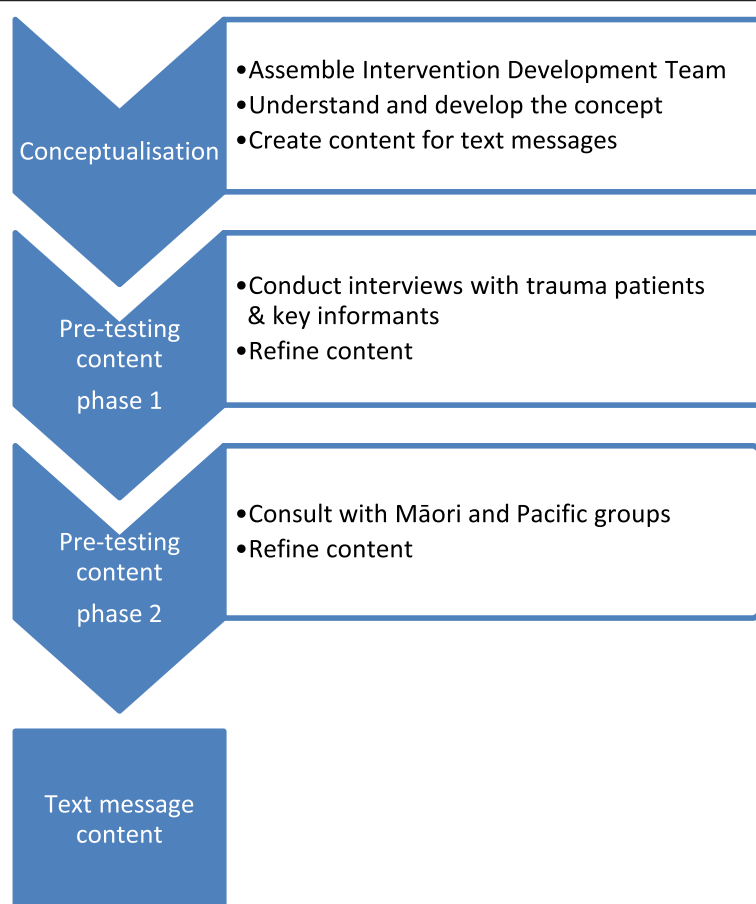 Conceptualisation
•Assemble Intervention Development Team
•Understand and develop the concept
•Create content for text messages
Pre-testing
content
phase 1
•Conduct interviews with trauma patients
& key informants
•Refine content
Pre-testing
content
phase 2
•Consult with Māori and Pacific groups
•Refine content
Text message
content